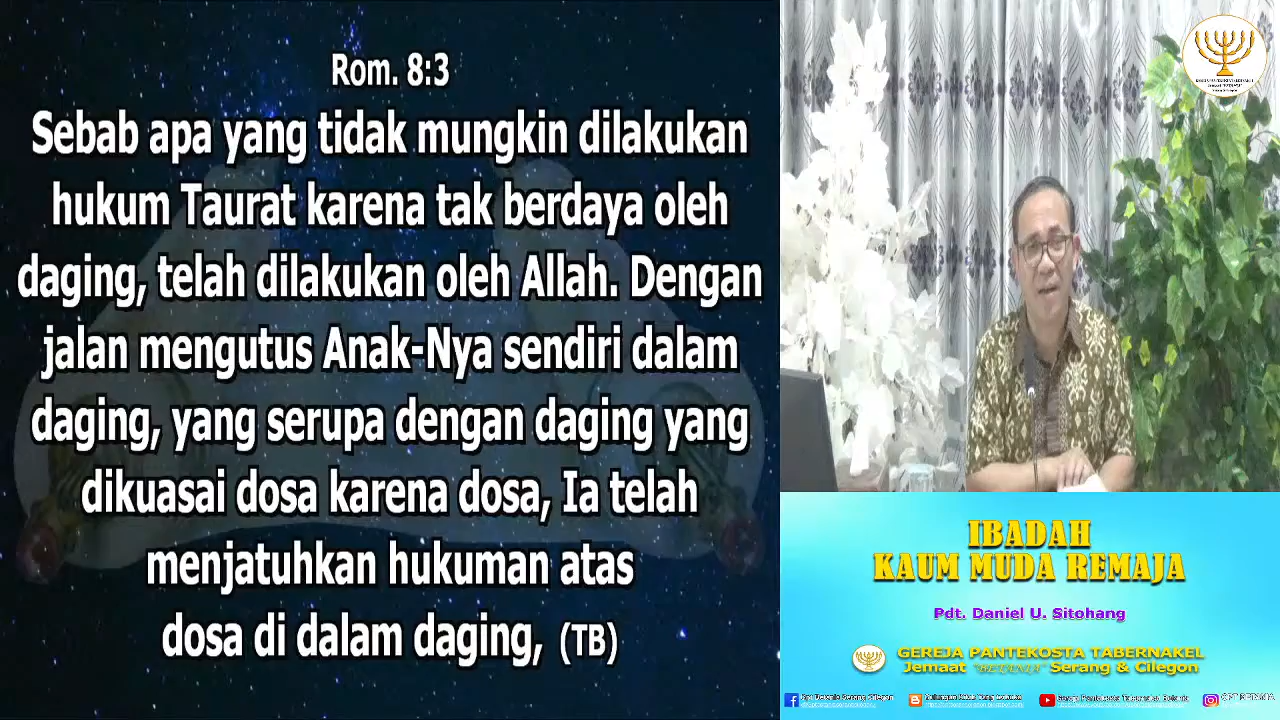 Rom. 8:3
Sebab apa yang tidak mungkin dilakukan
hukum Taurat karena tak berdaya oleh
daging, telah dilakukan oleh Allah. Dengan
jalan mengutus Anak-Nya sendiri dalam
daging, yang serupa dengan daging yang
dikuasai dosa karena dosa, Ia telah
menjatuhkan hukuman atas
dosa di dalam daging, (TB)
IBADAH
KAUM MUDA REMAJA
Pdt. Daniel U. Sitohang
GEREJA PANTEKOSTA TABERNAKEL
Jemaat "BETANIA" Serang & Cilegon